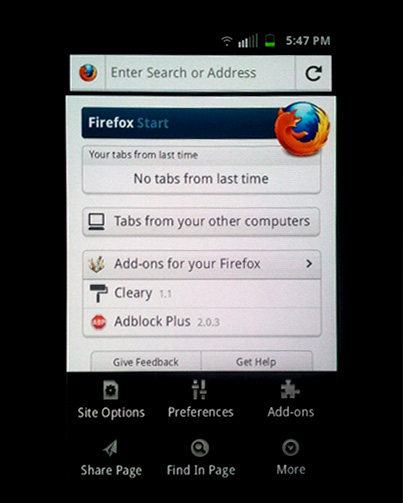 5:47 PM
Enter Search or Address
Firefox Start
Your tabs from last time
No tabs from last time
Tabs from your other computers
Add-ons for your Firefox
Cleary 1.1
ABP Adblock Plus 2.0.3
Give Feedback Get Help
Site Options Preferences Add-ons
Share Page Find In Page More